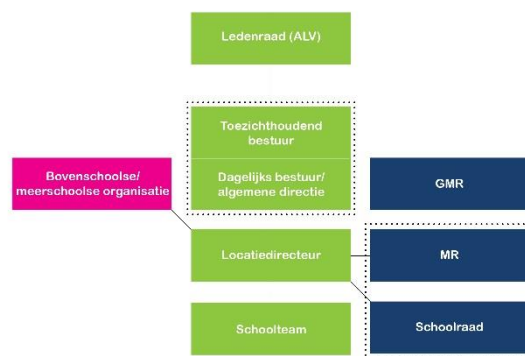 Ledenraad (ALV)
Toezichthoudend
bestuur
Bovenschoolse/
meerschoolse organisatie
Dagelijks bestuur/
algemene directie
GMR
Locatiedirecteur
MR
Schoolteam
Schoolraad